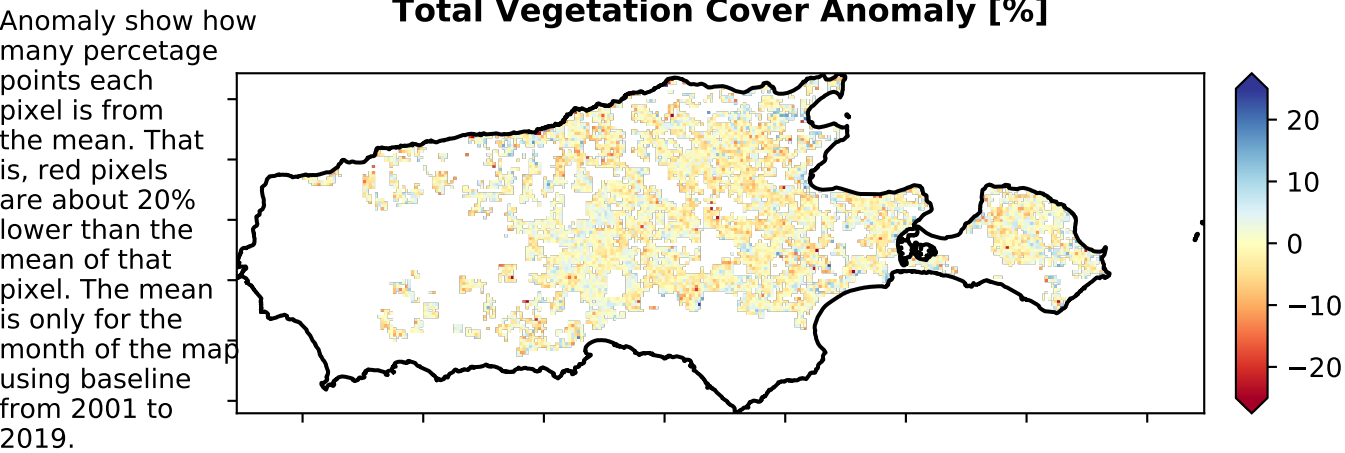 Total Vegetation Cover Anomaly [%]
Anomaly show how
many percetage
points each
pixel is from
the mean. That
is, red pixels
are about 20%
lower than the
mean of that
pixel. The mean
is only for the
month of the map
using baseline
from 2001 to
2019.
20
10
0
−10
−20